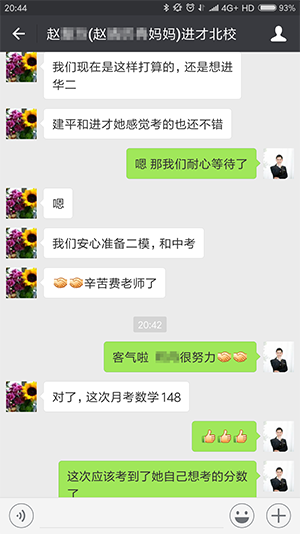 20:44
4G+ HD 93%
赵 (赵 妈妈)进才北校
我们现在是这样打算的，还是想进
华二
建平和进才她感觉考的也还不错
嗯 那我们耐心等待了
嗯
我们安心准备二模，和中考
辛苦费老师了
20:42
客气啦 很努力
对了，这次月考数学148
这次应该考到了她自己想考的分数
了